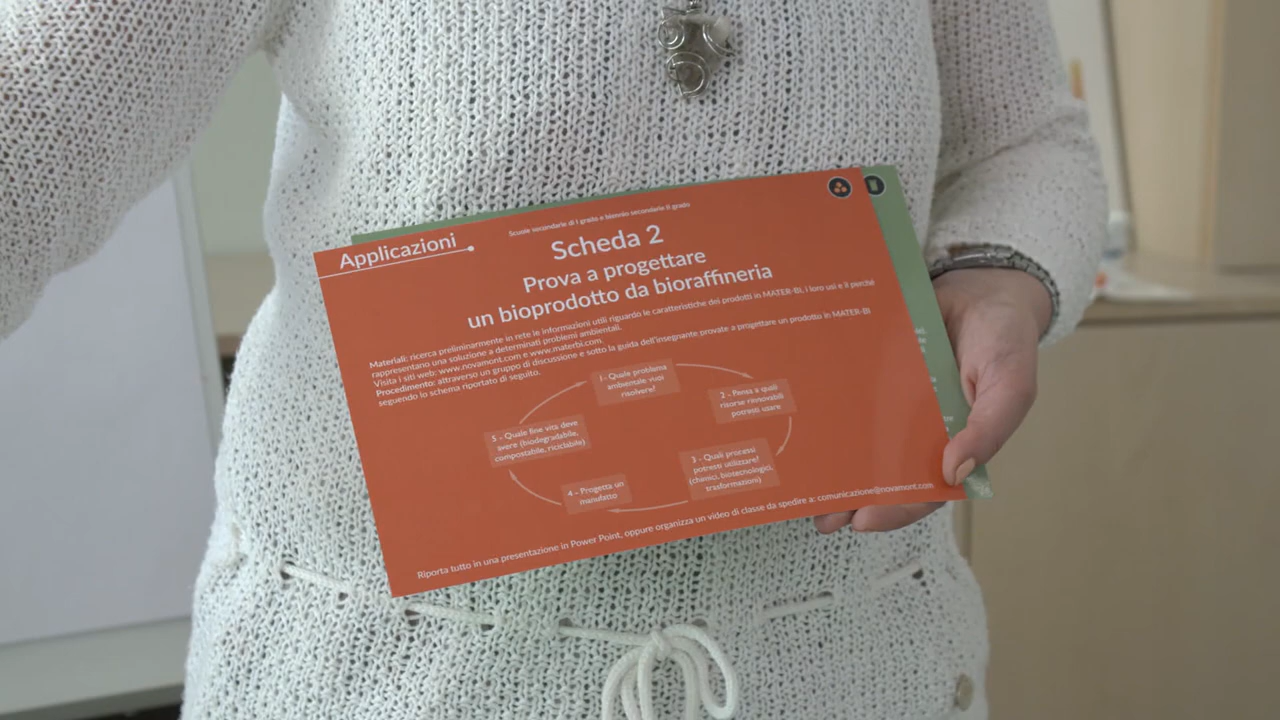 Applicazioni
Scuole secondarie di I grado e biennio secondarie II grado
Scheda 2
Prova a progettare
un bioprodotto da bioraffineria
Materiali: ricerca preliminarmente in rete le informazioni utili riguardo le caratteristiche dei prodotti in MATER-BI, i loro usi e il perché
rappresentano una soluzione a determinati problemi ambientali.
Visita i siti web: www.novamont.com e www.materbi.com.
Procedimento: attraverso un gruppo di discussione e sotto la guida dell'insegnante provate a progettare un prodotto in MATER-BI
seguendo lo schema riportato di seguito.
1 - Quale problema
ambientale vuoi
risolvere?
2 - Pensa a quali
risorse rinnovabili
potresti usare
3 - Quali processi
potresti utilizzare?
(chimici, biotecnologici,
trasformazioni)
4 - Progetta un
manufatto
5 - Quale fine vita deve
avere (biodegradabile,
compostabile, riciclabile)
Riporta tutto in una presentazione in Power Point, oppure organizza un video di classe da spedire a: comunicazione@novamont.com